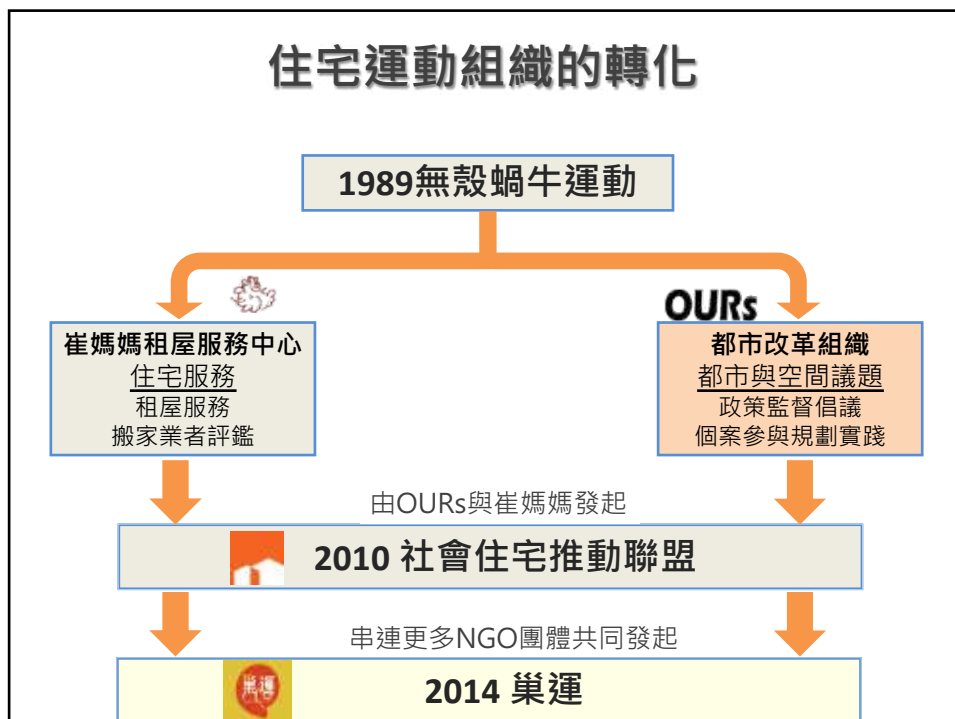 住宅運動組織的轉化
1989無殼蝸牛運動
崔媽媽租屋服務中心
住宅服務
租屋服務
搬家業者評鑑
OURs
都市改革組織
都市與空間議題
政策監督倡議
個案參與規劃實踐
由OURs與崔媽媽發起
2010 社會住宅推動聯盟
串連更多NGO團體共同發起
巢運
2014 巢運